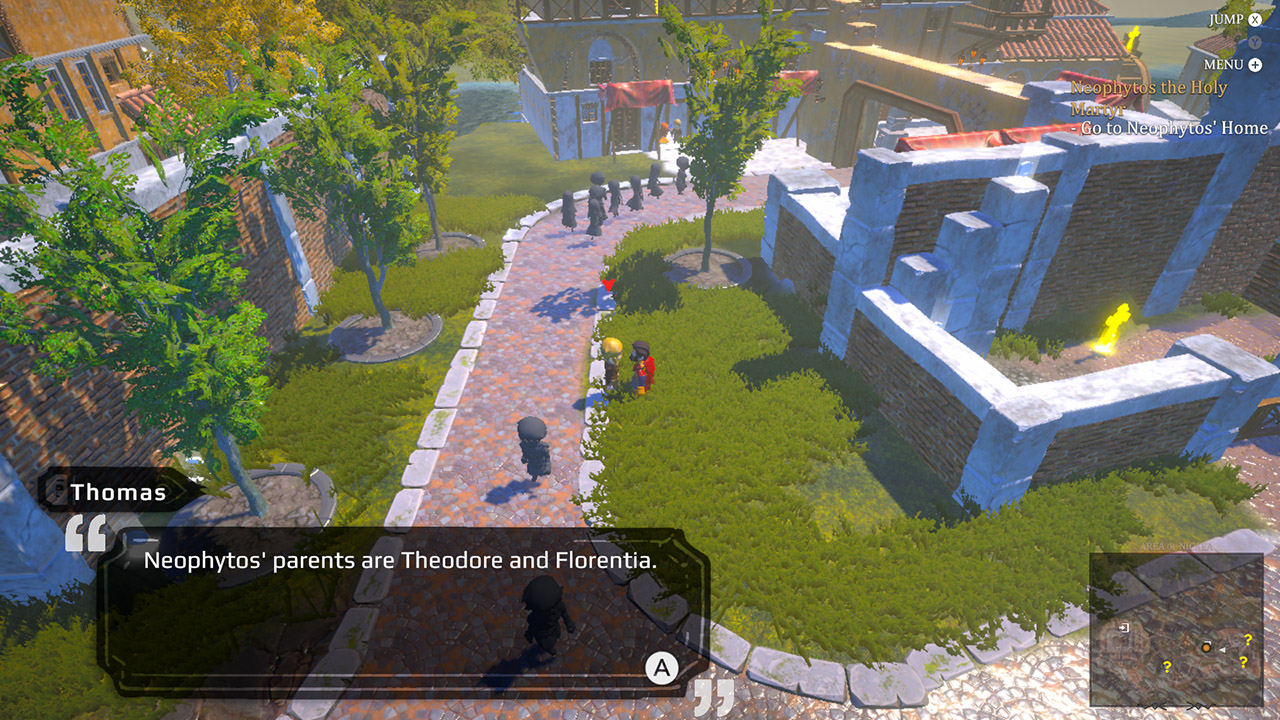 JUMP X
Y
MENU +
Neophytos the Holy
Martyr
- Go to Neophytos' Home
Thomas
Neophytos' parents are Theodore and Florentia.
A
?
?
?